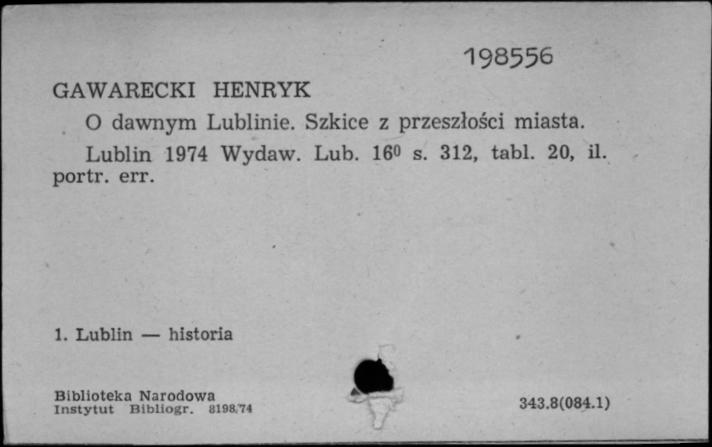 198556
GAWARECKI HENRYK
O dawnym Lublinie. Szkice z przeszłości miasta.
Lublin 1974 Wydaw. Lub. 16⁰ s. 312, tabl. 20, il.
portr. err.
1. Lublin — historia
Biblioteka Narodowa
Instytut Bibliogr. 8198/74
343.8(084.1)